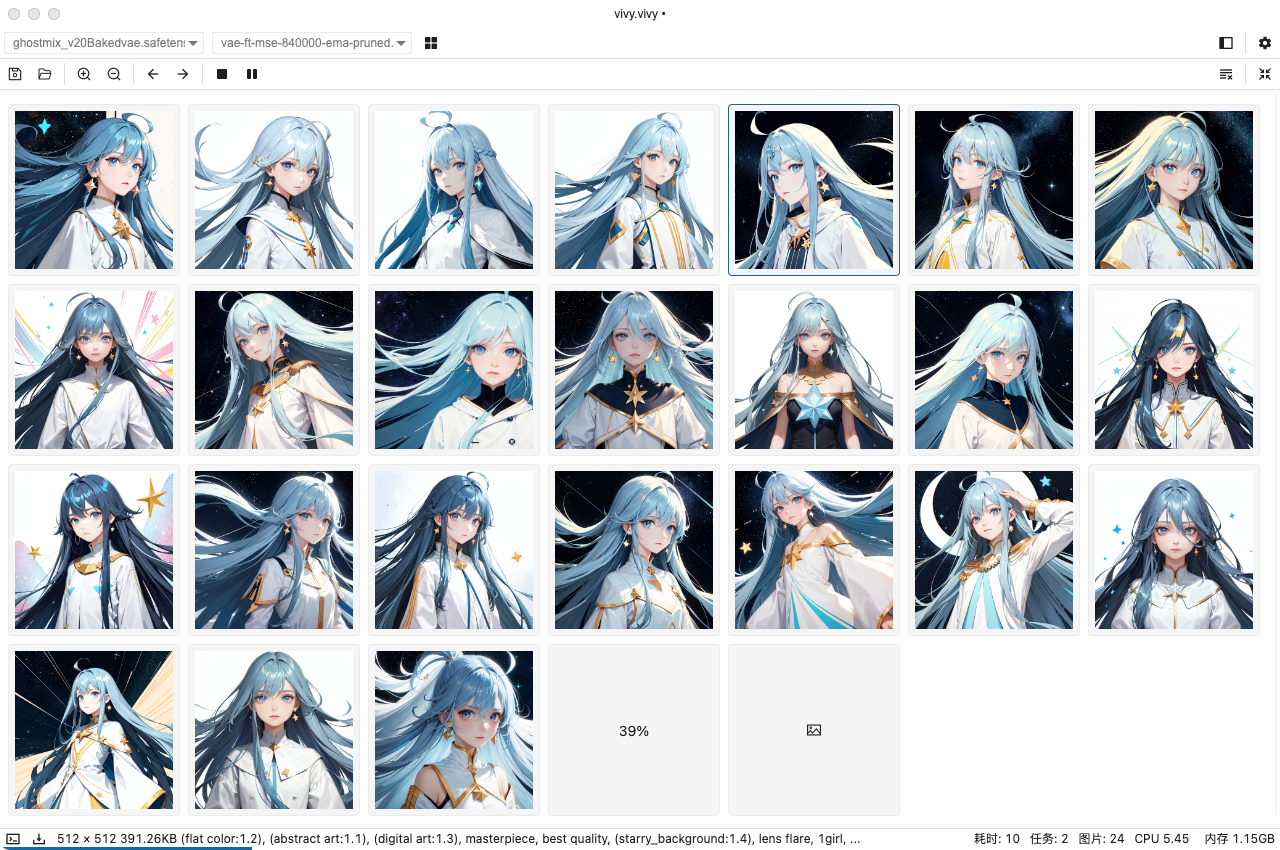 vivy.vivy •
ghostmix_v20Bakedvae.safeten
vae-ft-mse-840000-ema-pruned.
39%
512 × 512 391.26KB (flat color:1.2), (abstract art:1.1), (digital art:1.3), masterpiece, best quality, (starry_background:1.4), lens flare, 1girl, ...
耗时: 10 任务: 2 图片: 24 CPU 5.45 内存 1.15GB